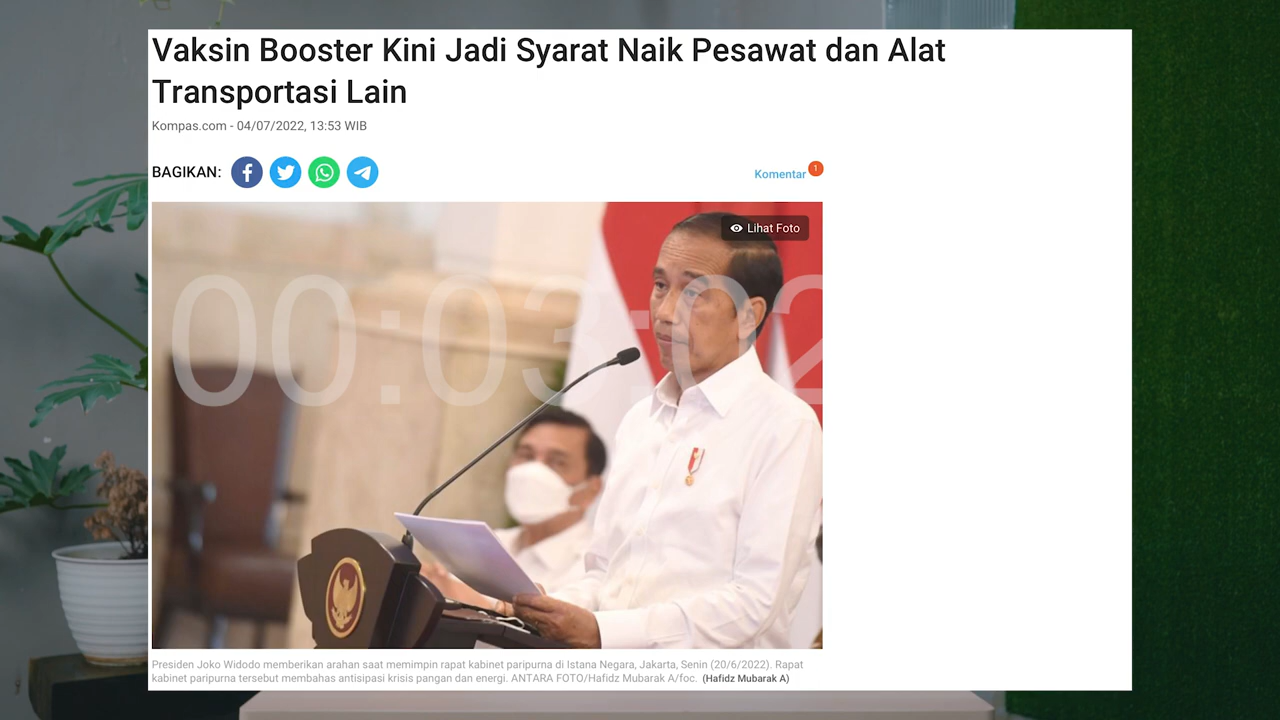 Vaksin Booster Kini Jadi Syarat Naik Pesawat dan Alat
Transportasi Lain
Kompas.com - 04/07/2022, 13:53 WIB
BAGIKAN:
Komentar
1
Lihat Foto
00:03:02
Presiden Joko Widodo memberikan arahan saat memimpin rapat kabinet paripurna di Istana Negara, Jakarta, Senin (20/6/2022). Rapat
kabinet paripurna tersebut membahas antisipasi krisis pangan dan energi. ANTARA FOTO/Hafidz Mubarak A/foc. (Hafidz Mubarak A)